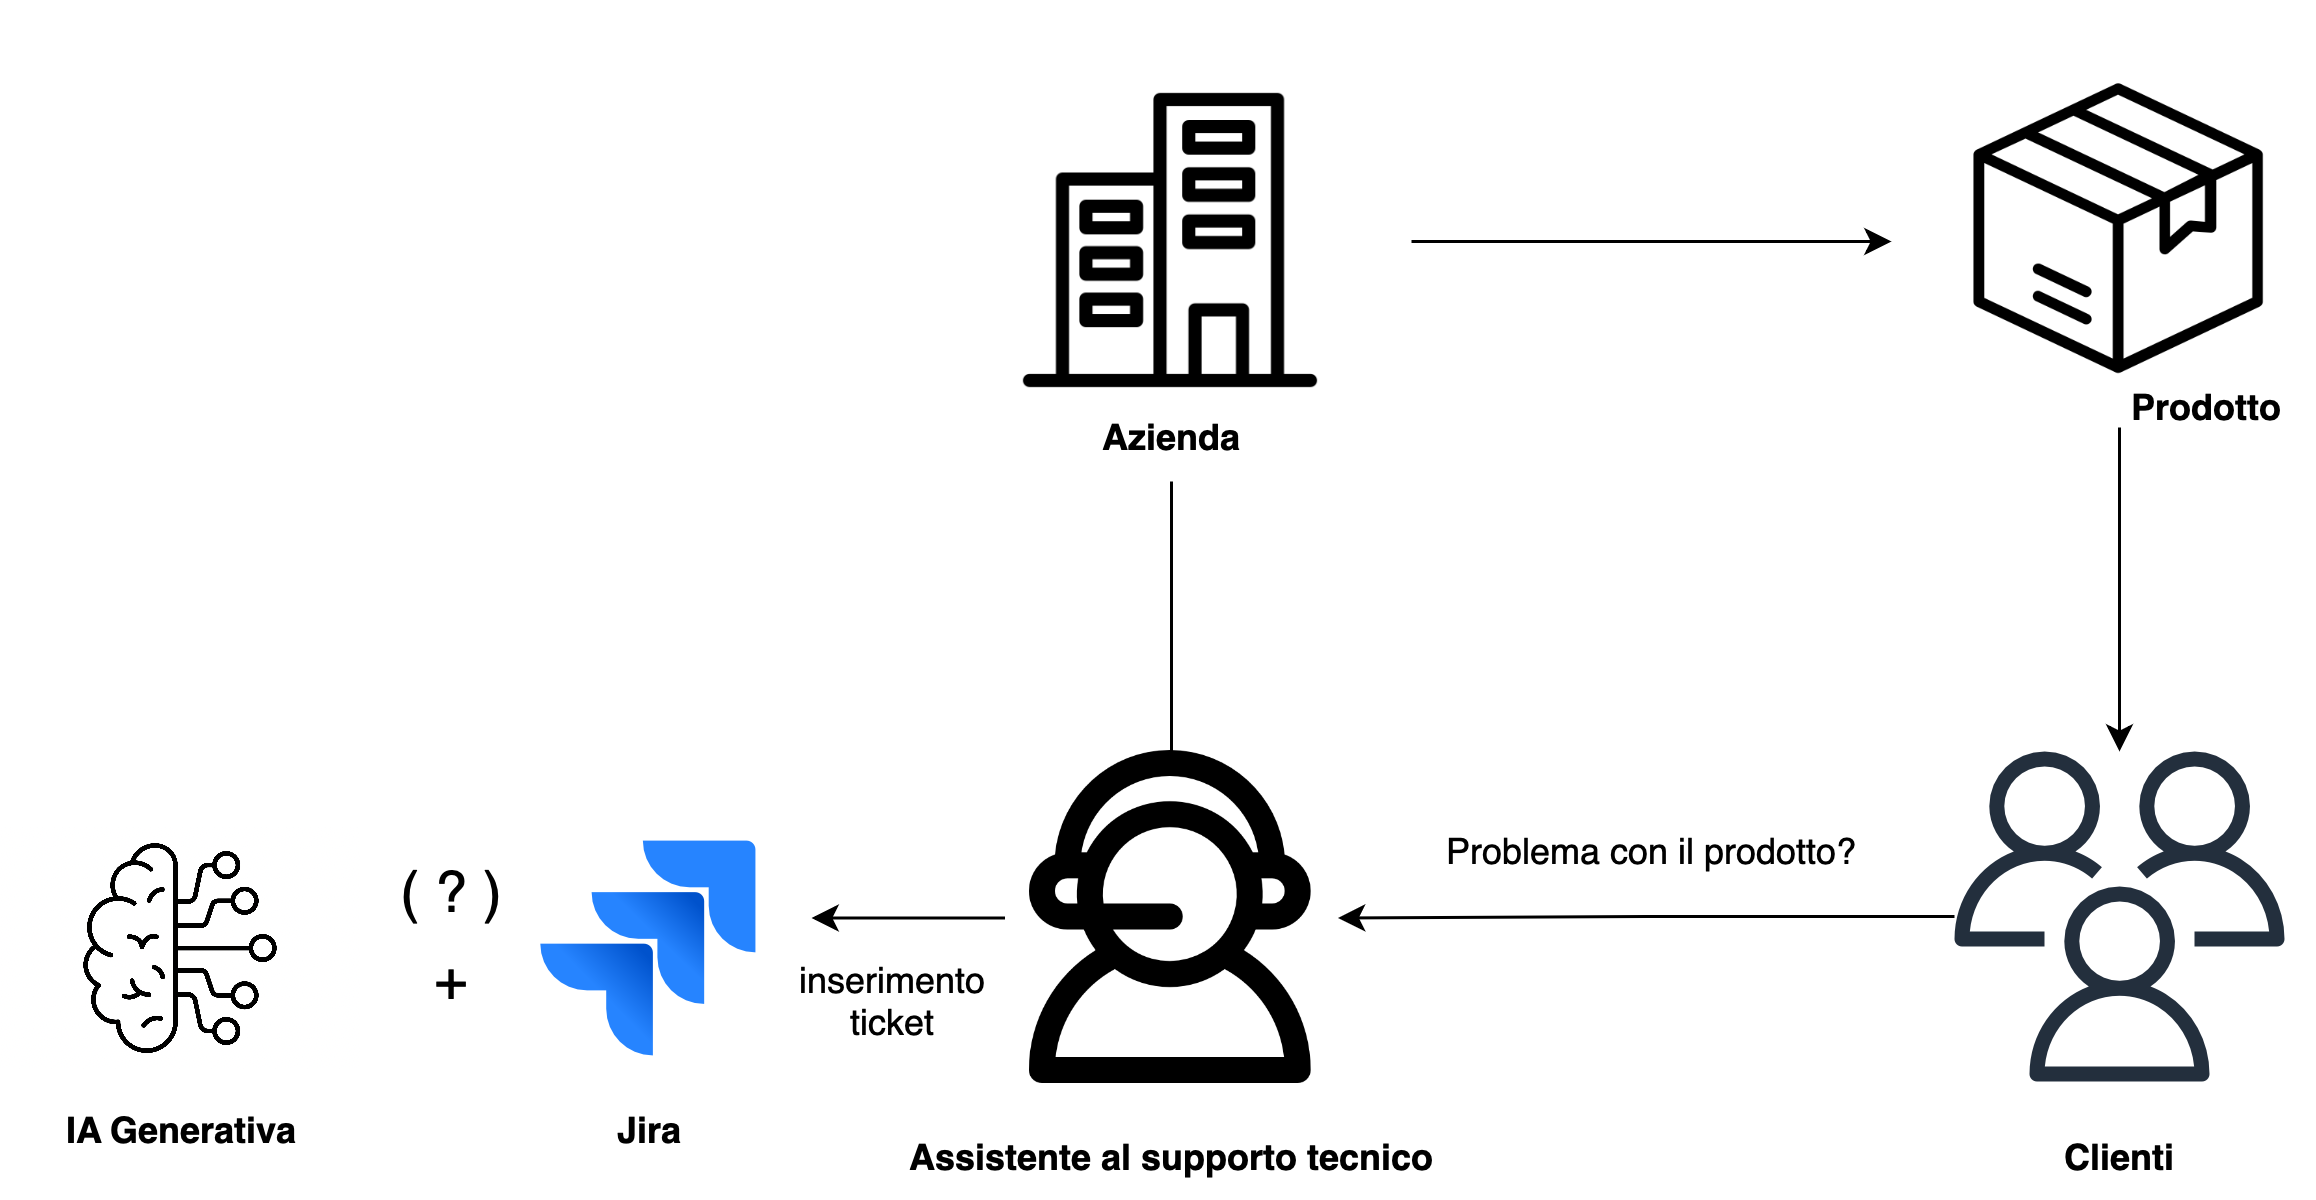 Azienda
Prodotto
Problema con il prodotto?
( ? )
+
inserimento
ticket
IA Generativa
Jira
Assistente al supporto tecnico
Clienti